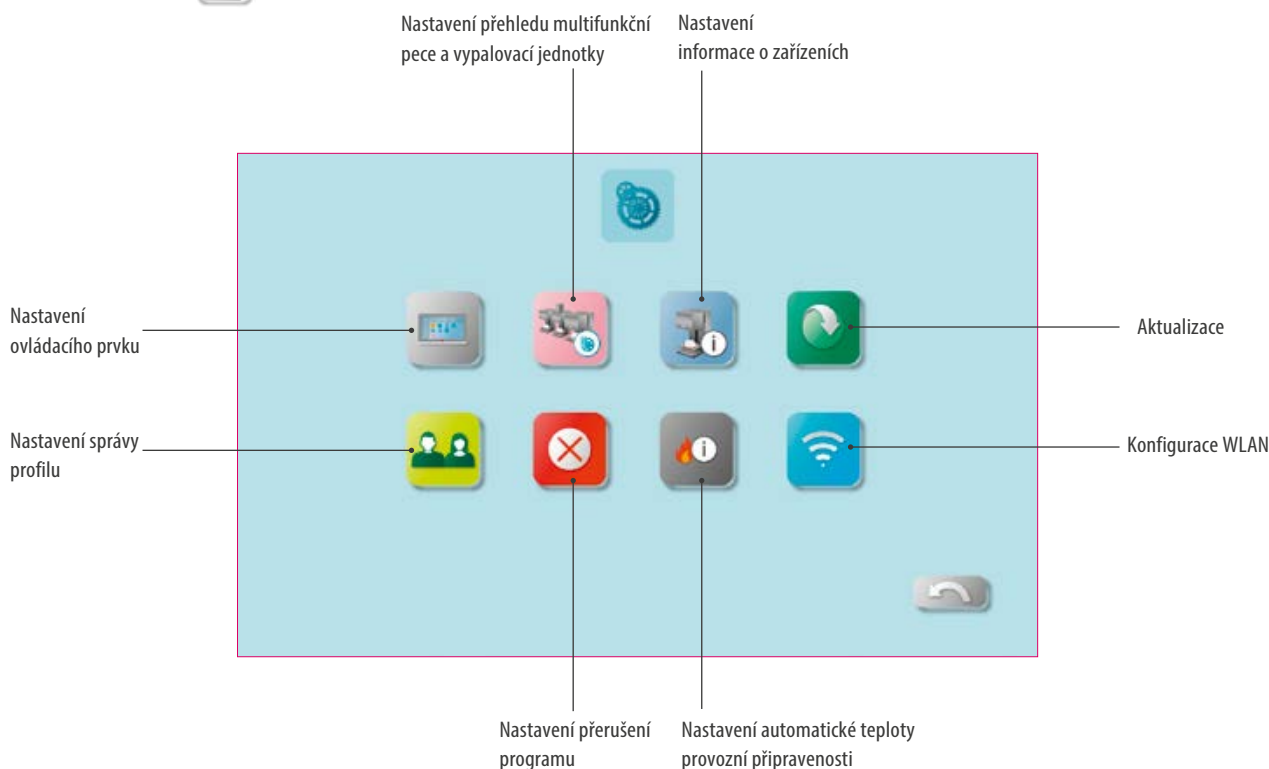 Nastavení přehledu multifunkční
pece a vypalovací jednotky
Nastavení
informace o zařízeních
Nastavení
ovládacího prvku
Aktualizace
Nastavení správy
profilu
Konfigurace WLAN
Nastavení přerušení
programu
Nastavení automatické teploty
provozní připravenosti